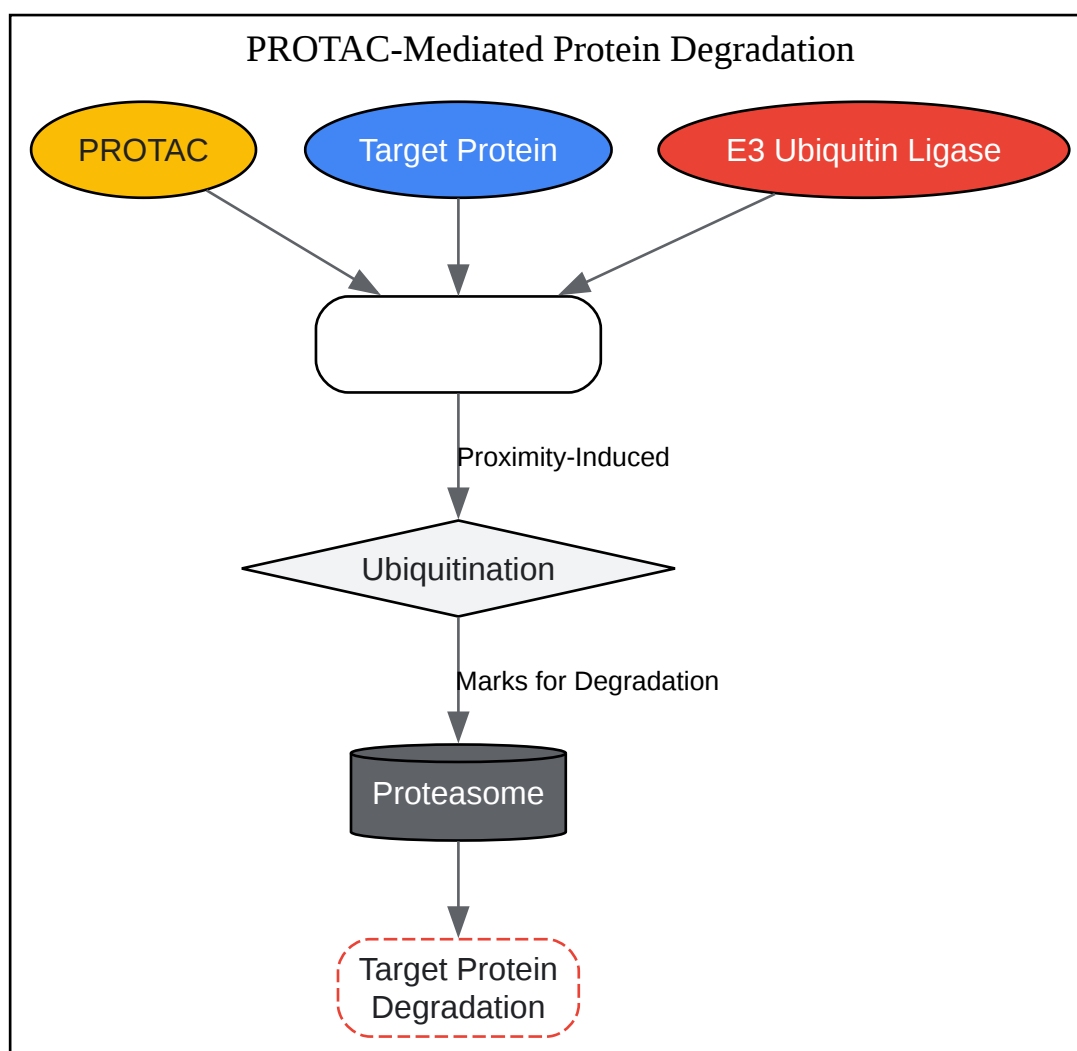 PROTAC-Mediated Protein Degradation
PROTAC
Target Protein
E3 Ubiquitin Ligase
Proximity-Induced
Ubiquitination
Marks for Degradation
Proteasome
Target Protein
Degradation